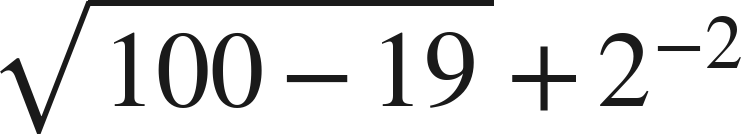 √(100 − 19) + 2⁻²